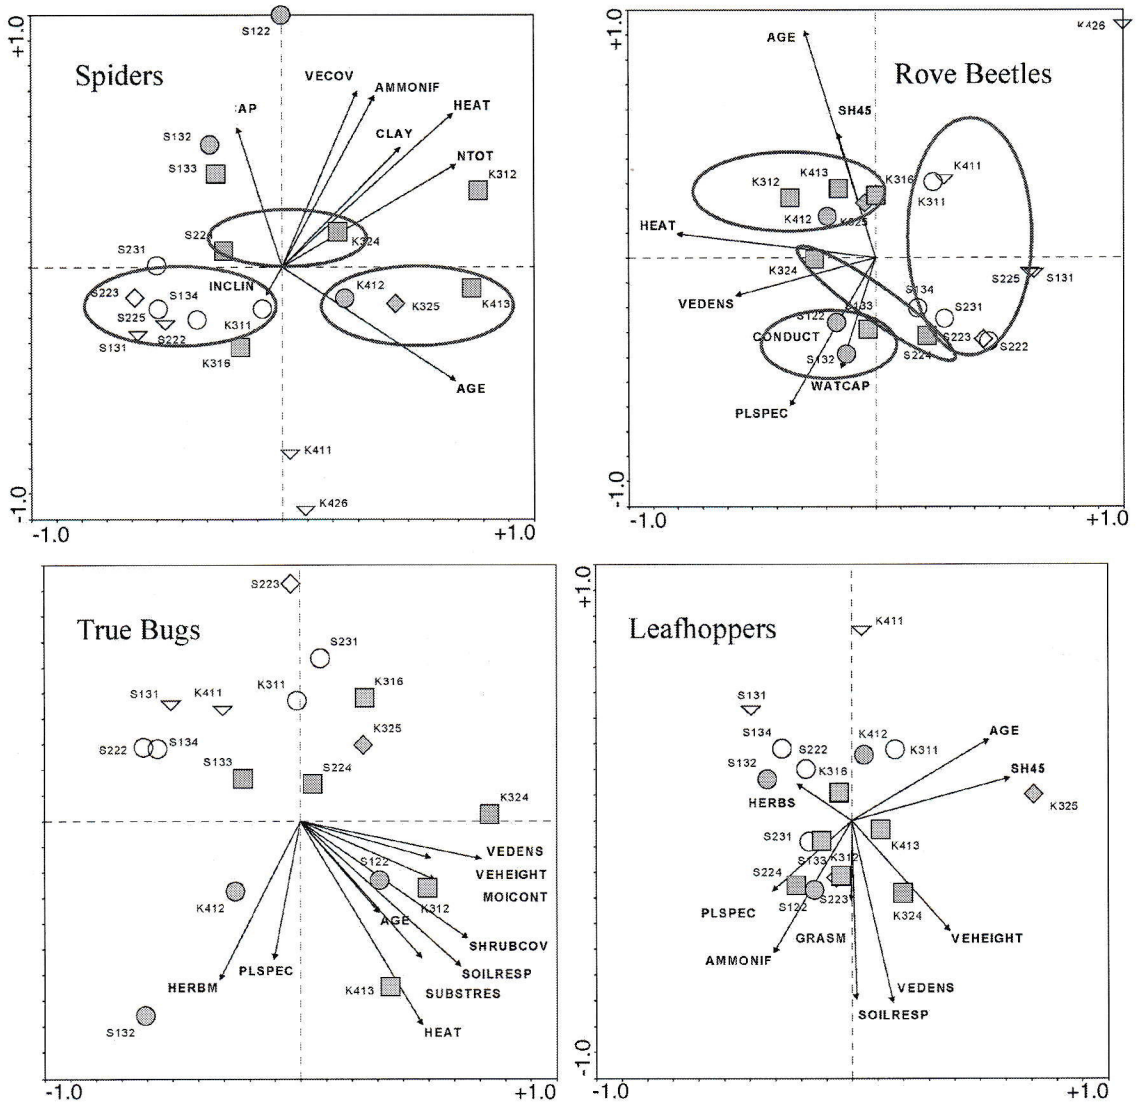 +1.0
S122
Spiders
VECOV
AMMONIF
:AP
HEAT
S132
CLAY
S133
NTOT
K312
S224
K324
S231
INCLIN
S223
S134
K412
K325
K413
S225
K311
S131
S222
K316
AGE
K411
K426
-1.0
-1.0
+1.0
+1.0
K426
AGE
Rove Beetles
SH45
K411
K312
K413
K316
K311
K412
K325
HEAT
K324
S225
S131
VEDENS
S134
S231
S122
CONDUCT
S223
S222
S132
S224
WATCAP
PLSPEC
-1.0
-1.0
+1.0
S223
True Bugs
S231
K311
K316
S131
K411
K325
S222
S134
S133
S224
K324
VEDENS
S122
VEHEIGHT
MOICONT
K412
AGE
K312
SHRUBCOV
PLSPEC
HERBM
SOILRESP
K413
SUBSTRES
S132
HEAT
-1.0
+1.0
+1.0
Leafhoppers
K411
S131
S134
S222
K412
K311
AGE
S132
K316
SH45
HERBS
K325
S231
S133
K312
K413
S224
S122
S223
K324
PLSPEC
GRASM
VEHEIGHT
AMMONIF
VEDENS
SOILRESP
-1.0
-1.0
+1.0